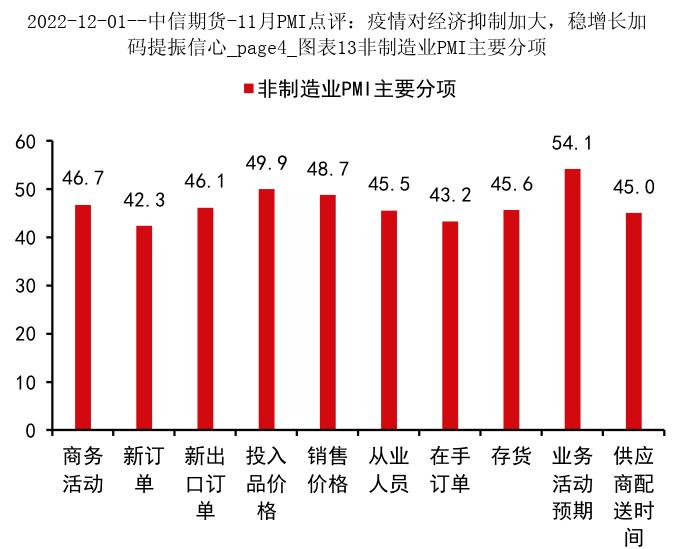 2022-12-01--中信期货-11月PMI点评：疫情对经济抑制加大，稳增长加
码提振信心_page4_图表13非制造业PMI主要分项
非制造业PMI主要分项
60
50
40
30
20
10
0
46.7
42.3
46.1
49.9
48.7
45.5
43.2
45.6
54.1
45.0
商务
活动
新订
单
新出
口订
单
投入
品价
格
销售
价格
从业
人员
在手
订单
存货
业务
活动
预期
供应
商配
送时
间